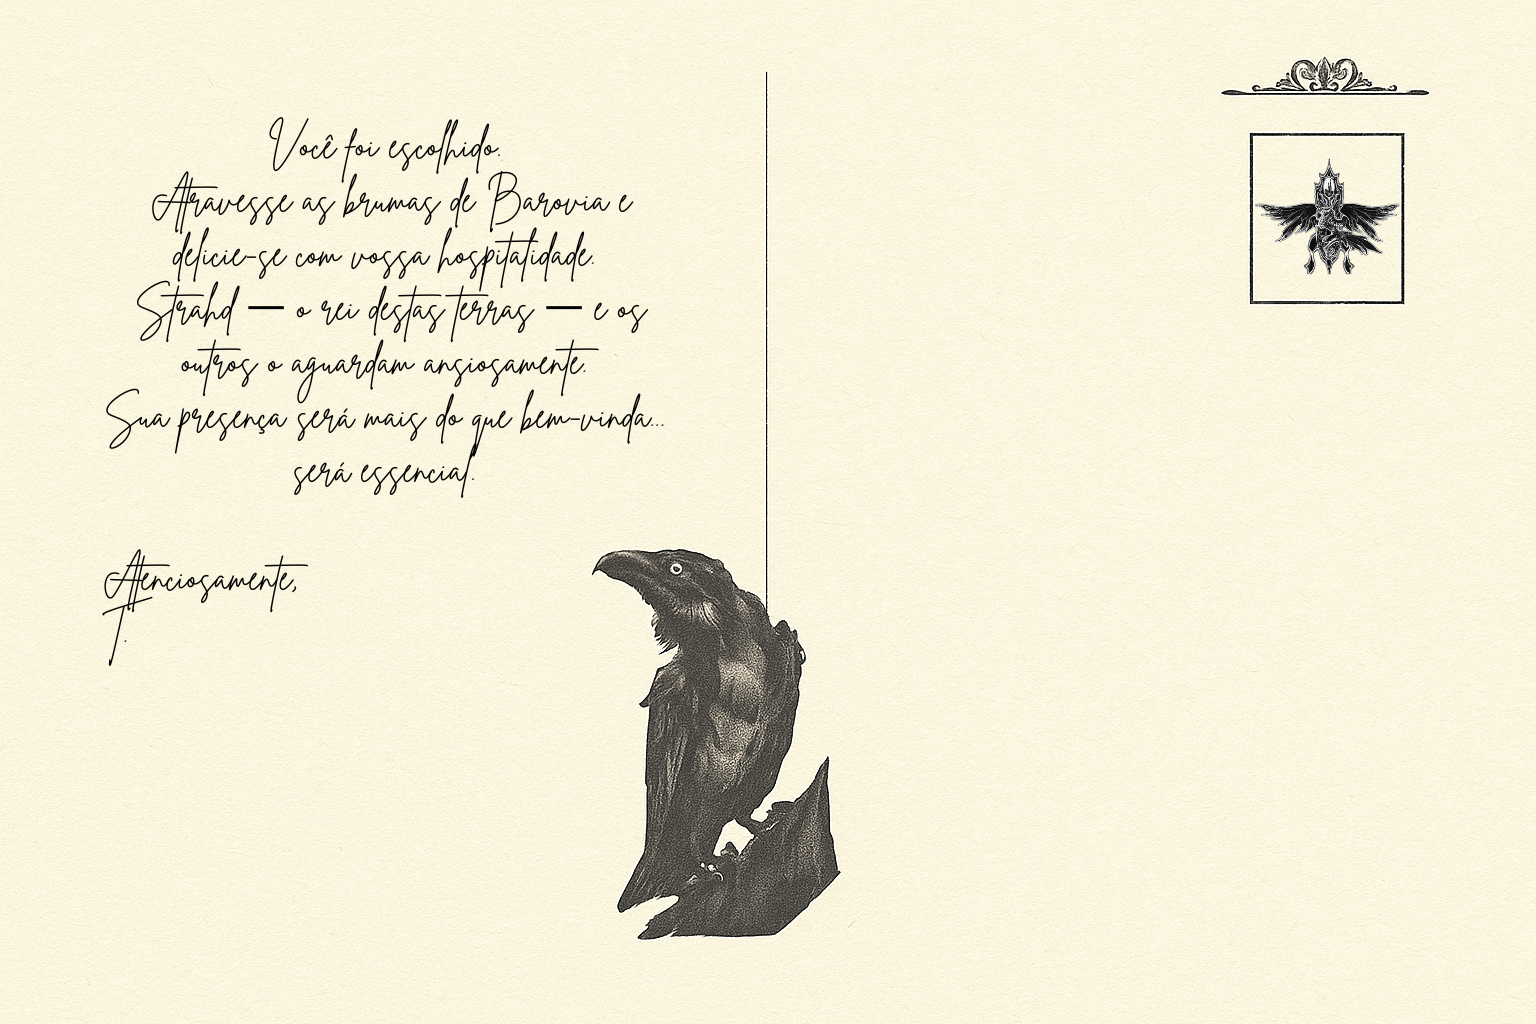 Você foi escolhido.
Atravesse as brumas de Barovia e
delicie-se com vossa hospitalidade.
Strahd — o rei destas terras — e os
outros o aguardam ansiosamente.
Sua presença será mais do que bem-vinda...
será essencial.
Atenciosamente,
T.